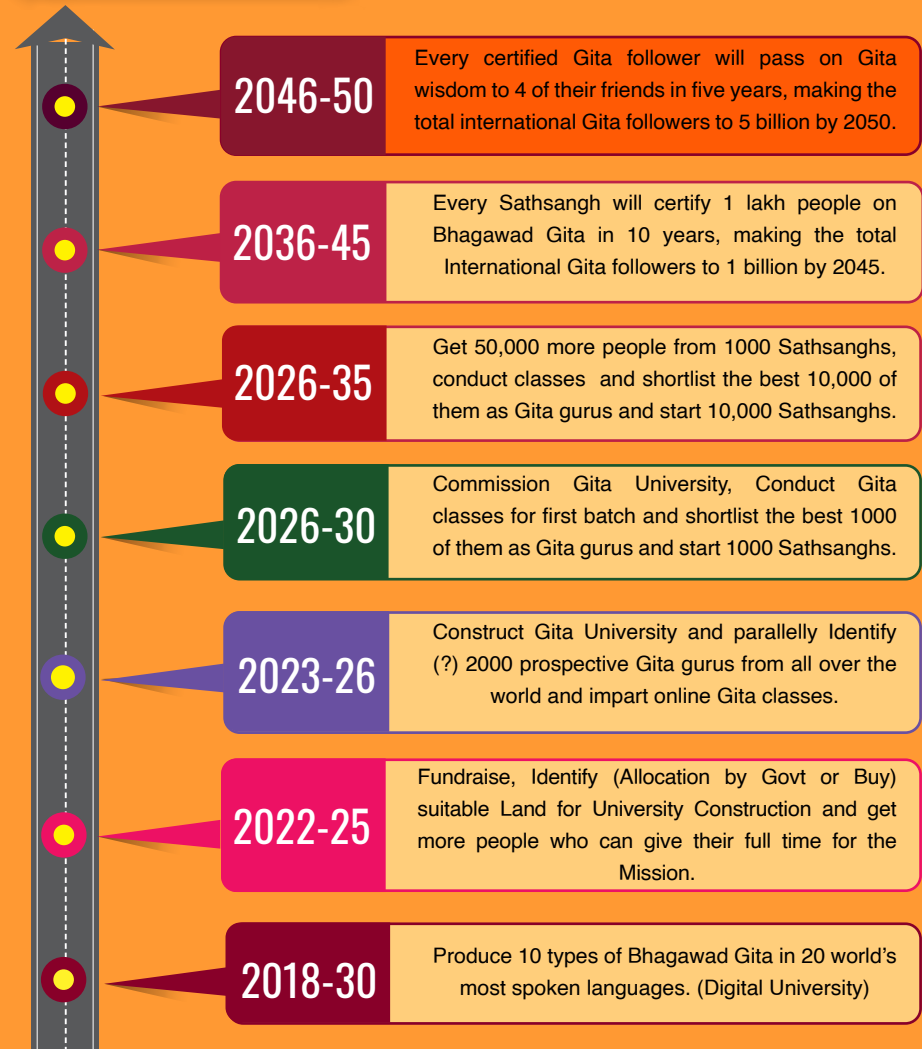 2046-50
Every certified Gita follower will pass on Gita
wisdom to 4 of their friends in five years, making the
total international Gita followers to 5 billion by 2050.
2036-45
Every Sathsangh will certify 1 lakh people on
Bhagawad Gita in 10 years, making the total
International Gita followers to 1 billion by 2045.
2026-35
Get 50,000 more people from 1000 Sathsanghs,
conduct classes and shortlist the best 10,000 of
them as Gita gurus and start 10,000 Sathsanghs.
2026-30
Commission Gita University, Conduct Gita
classes for first batch and shortlist the best 1000
of them as Gita gurus and start 1000 Sathsanghs.
2023-26
Construct Gita University and parallelly Identify
(?) 2000 prospective Gita gurus from all over the
world and impart online Gita classes.
2022-25
Fundraise, Identify (Allocation by Govt or Buy)
suitable Land for University Construction and get
more people who can give their full time for the
Mission.
2018-30
Produce 10 types of Bhagawad Gita in 20 world's
most spoken languages. (Digital University)